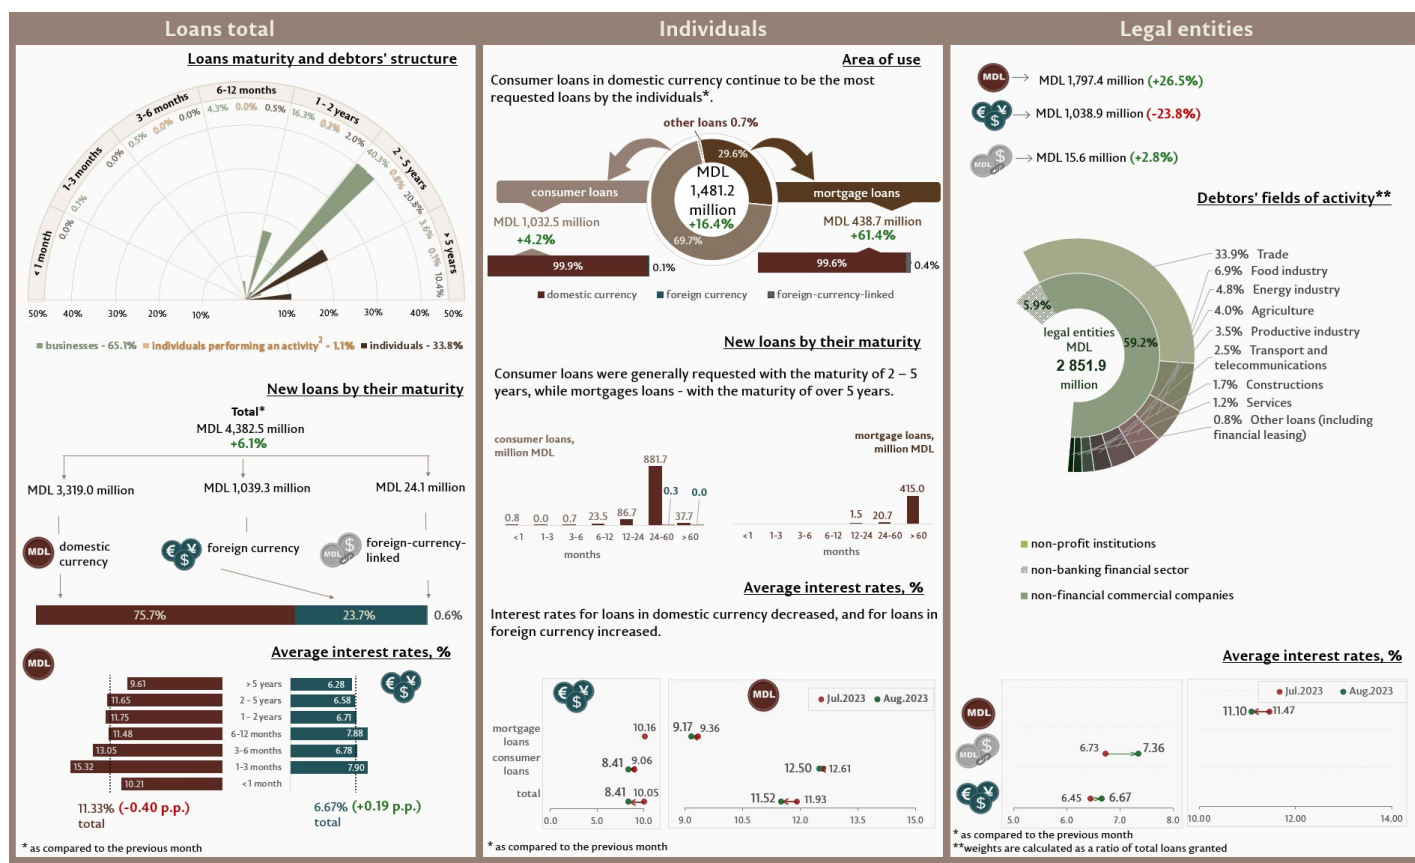 Loans total
Loans maturity and debtors' structure
< 1 month
1-3 months
3-6 months
6-12 months
1 - 2 years
2 - 5 years
> 5 years
0.0% 0.1% 0.0%
0.5% 0.0% 0.0%
4.3% 0.0% 0.5%
16.3% 0.2% 2.0%
40.3% 0.8% 20.8%
3.6% 0.1% 10.4%
50% 40% 30% 20% 10% 10% 20% 30% 40% 50%
businesses - 65.1% individuals performing an activity2 - 1.1% individuals - 33.8%
New loans by their maturity
Total*
MDL 4,382.5 million
+6.1%
MDL 3,319.0 million MDL 1,039.3 million MDL 24.1 million
MDL domestic currency
€ ¥ $ foreign currency
MDL $ foreign-currency-linked
75.7% 23.7% 0.6%
MDL
Average interest rates, %
€ ¥ $
9.61 > 5 years 6.28
11.65 2 - 5 years 6.58
11.75 1 - 2 years 6.71
11.48 6-12 months 7.88
13.05 3-6 months 6.78
15.32 1-3 months 7.90
10.21 <1 month
11.33% (-0.40 p.p.)
total
6.67% (+0.19 p.p.)
total
* as compared to the previous month
Individuals
Area of use
Consumer loans in domestic currency continue to be the most
requested loans by the individuals*.
other loans 0.7%
29.6%
MDL
1,481.2
million
+16.4%
69.7%
consumer loans
MDL 1,032.5 million
+4.2%
99.9% 0.1%
mortgage loans
MDL 438.7 million
+61.4%
99.6% 0.4%
domestic currency foreign currency foreign-currency-linked
New loans by their maturity
Consumer loans were generally requested with the maturity of 2 – 5
years, while mortgages loans - with the maturity of over 5 years.
consumer loans,
million MDL
0.8 0.0 0.7 23.5 86.7 881.7 0.3 37.7 0.0
< 1 1-3 3-6 6-12 12-24 24-60 > 60
months
mortgage loans,
million MDL
1.5 20.7 415.0
< 1 1-3 3-6 6-12 12-24 24-60 > 60
months
Average interest rates, %
Interest rates for loans in domestic currency decreased, and for loans in
foreign currency increased.
€ ¥ $
MDL
Jul.2023 Aug.2023
mortgage
loans
10.16
9.17 9.36
consumer
loans
8.41 9.06
12.50 12.61
total
8.41 10.05
11.52 11.93
0.0 5.0 10.0
9.0 10.5 12.0 13.5 15.0
* as compared to the previous month
Legal entities
MDL MDL 1,797.4 million (+26.5%)
€ ¥ $ MDL 1,038.9 million (-23.8%)
MDL $ MDL 15.6 million (+2.8%)
Debtors' fields of activity**
5.9%
59.2%
legal entities
MDL
2 851.9
million
33.9% Trade
6.9% Food industry
4.8% Energy industry
4.0% Agriculture
3.5% Productive industry
2.5% Transport and
telecommunications
1.7% Constructions
1.2% Services
0.8% Other loans (including
financial leasing)
non-profit institutions
non-banking financial sector
non-financial commercial companies
Average interest rates, %
Jul.2023 Aug.2023
MDL
11.10 11.47
MDL $
6.73 7.36
€ ¥ $
6.45 6.67
5.0 6.0 7.0 8.0
10.00 12.00 14.00
* as compared to the previous month
**weights are calculated as a ratio of total loans granted